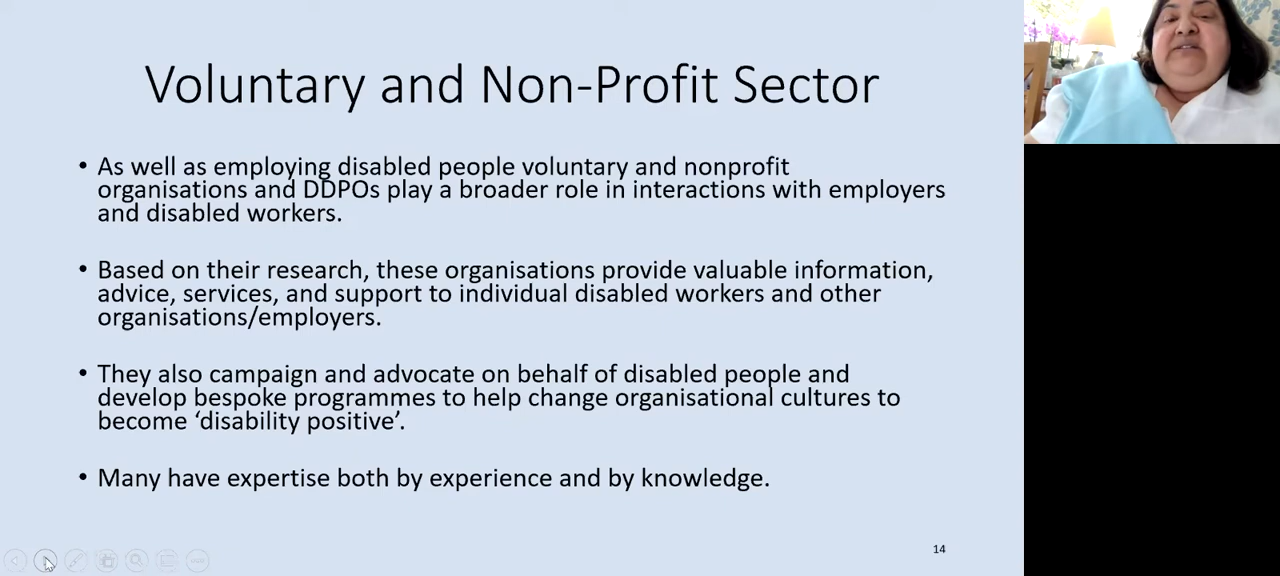 Voluntary and Non-Profit Sector
• As well as employing disabled people voluntary and nonprofit
organisations and DDPOs play a broader role in interactions with employers
and disabled workers.
• Based on their research, these organisations provide valuable information,
advice, services, and support to individual disabled workers and other
organisations/employers.
• They also campaign and advocate on behalf of disabled people and
develop bespoke programmes to help change organisational cultures to
become ‘disability positive’.
• Many have expertise both by experience and by knowledge.
14